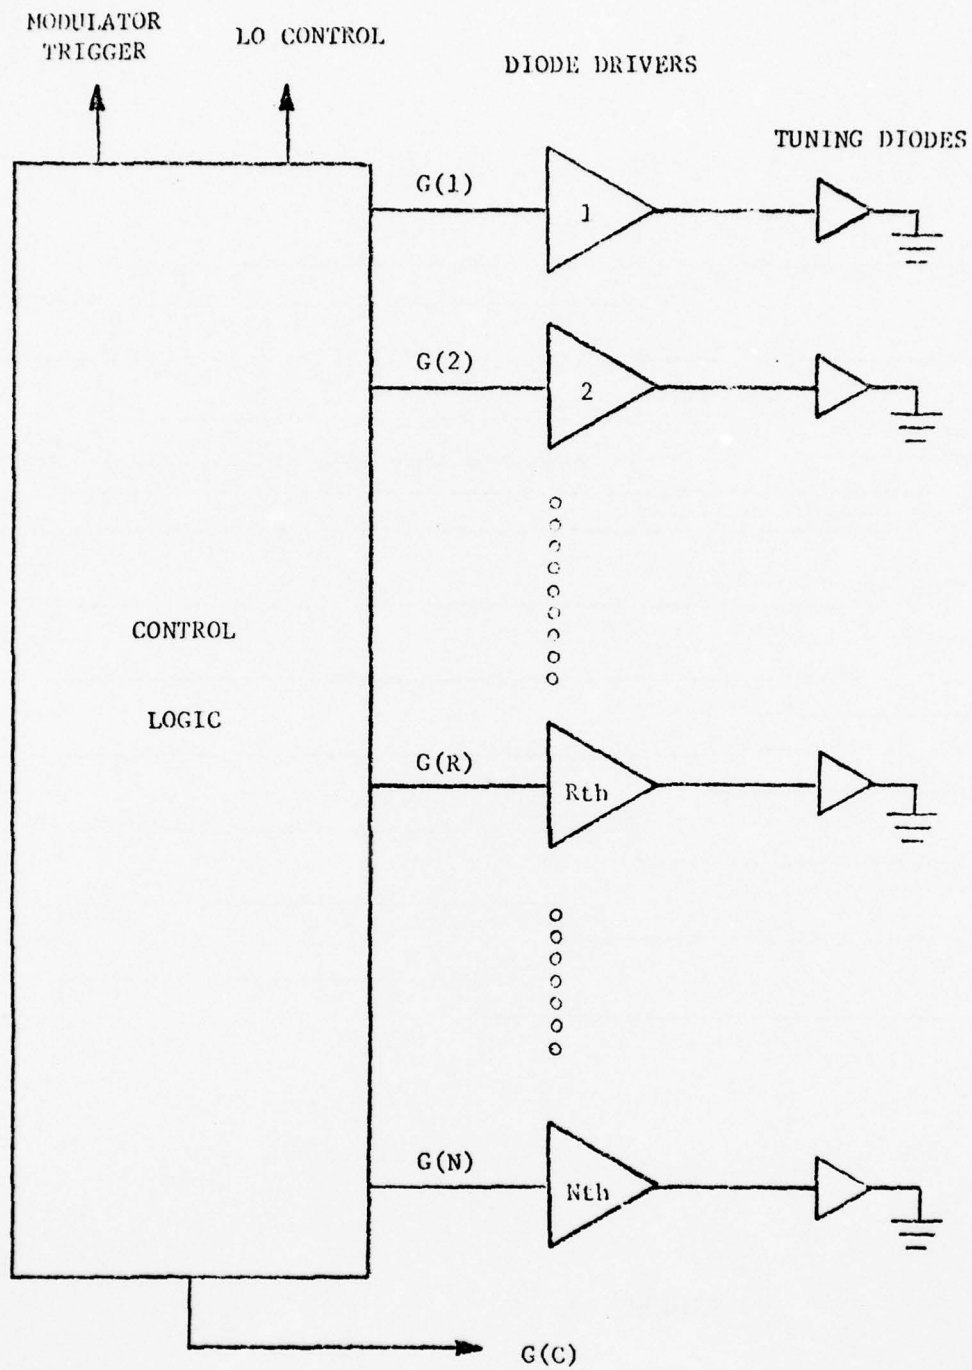 MODULATOR
TRIGGER
LO CONTROL
DIODE DRIVERS
TUNING DIODES
G(1)
1
G(2)
2
CONTROL
LOGIC
G(R)
Rth
G(N)
Nth
G(C)